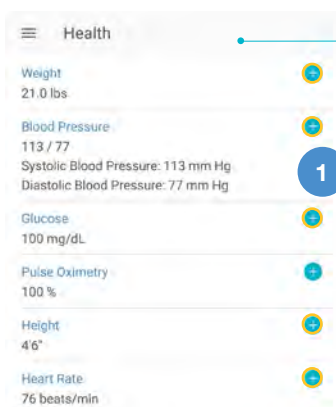 Health
Weight
21.0 lbs
Blood Pressure
113 / 77
Systolic Blood Pressure: 113 mm Hg
Diastolic Blood Pressure: 77 mm Hg
1
Glucose
100 mg/dL
Pulse Oximetry
100 %
Height
4'6"
Heart Rate
76 beats/min